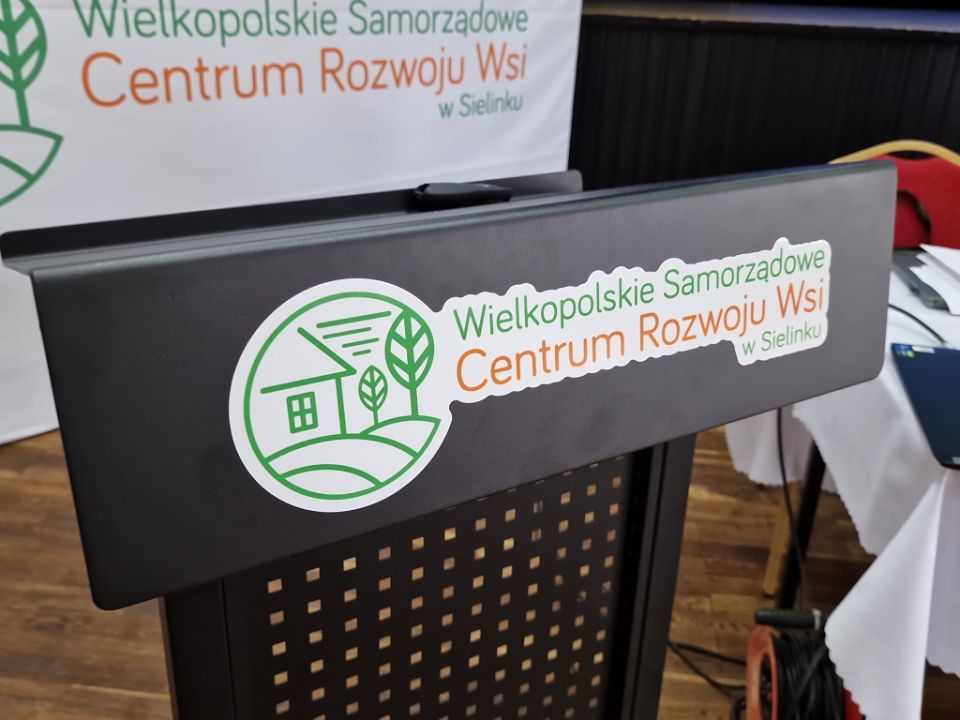 Wielkopolskie Samorządowe
Centrum Rozwoju Wsi
w Sielinku
Wielkopolskie Samorządowe
Centrum Rozwoju Wsi
w Sielinku